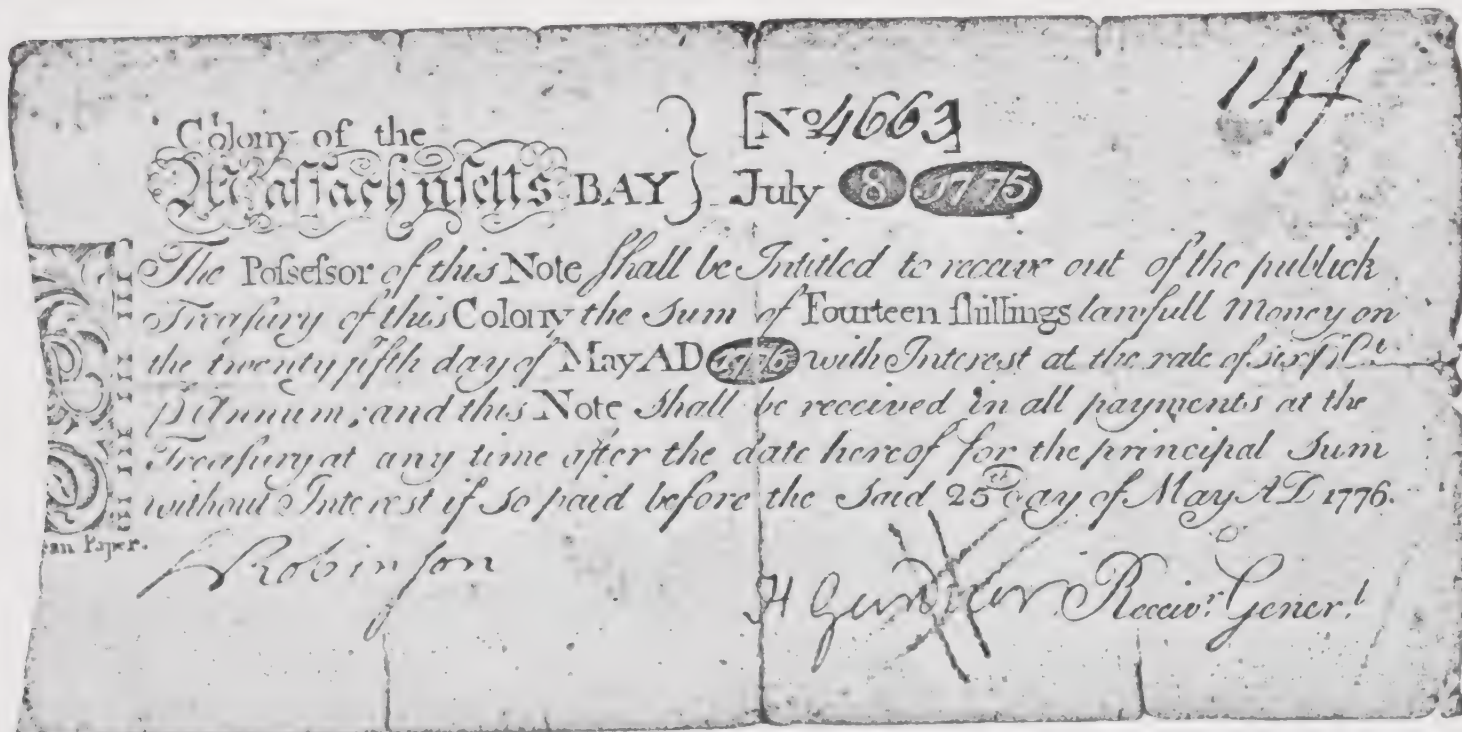 14/
Colony of the
Massachusetts BAY
[No 4663]
July 8 1775
The Possessor of this Note shall be Intitled to receive out of the publick
Treasury of this Colony the Sum of Fourteen shillings lawfull Money on
the twenty fifth day of May AD 1776 with Interest at the rate of six
Annum; and this Note Shall be received in all payments at the
Treasury at any time after the date hereof for the principal Sum
without Interest if so paid before the Said 25th day of May AD 1776.
an Paper.
Robinson
H Receivr. Generl.